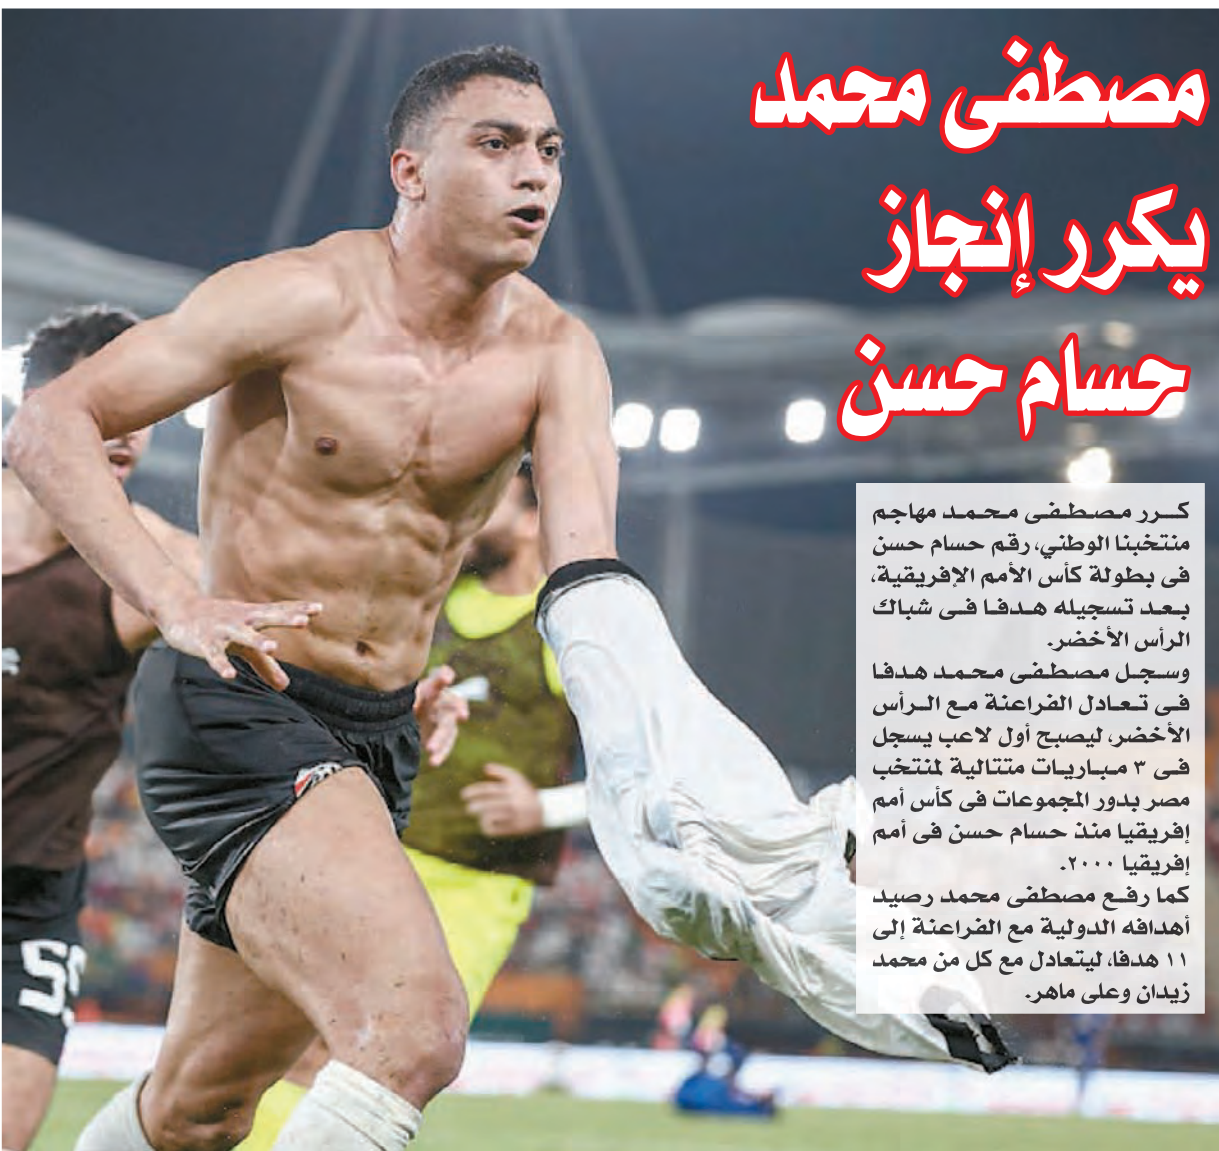 مصطفى محمد
يكرر إنجاز
حسام حسن
كرر مصطفى محمد مهاجم
منتخبنا الوطني، رقم حسام حسن
فى بطولة كأس الأمم الإفريقية،
بعد تسجيله هدفا فى شباك
الرأس الأخضر.
وسجل مصطفى محمد هدفا
فى تعادل الفراعنة مع الرأس
الأخضر، ليصبح أول لاعب يسجل
فى ٣ مباريات متتالية لمنتخب
مصر بدور المجموعات فى كأس أمم
إفريقيا منذ حسام حسن فى أمم
إفريقيا ٢٠٠٠.
كما رفع مصطفى محمد رصيد
أهدافه الدولية مع الفراعنة إلى
١١ هدفا، ليتعادل مع كل من محمد
زيدان وعلى ماهر.